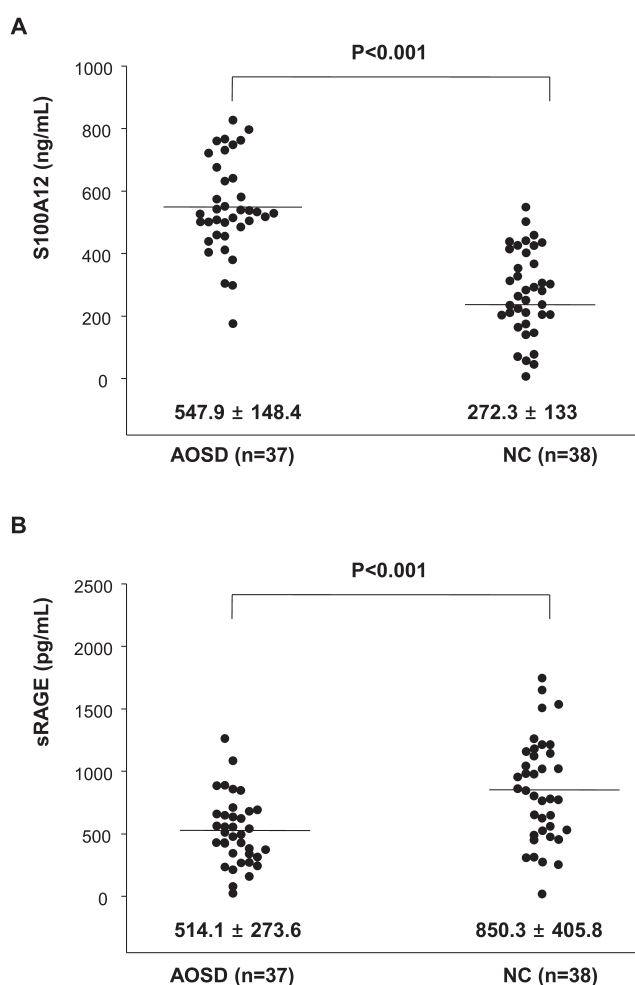 A
P<0.001
S100A12 (ng/mL)
1000
800
600
400
200
0
547.9 ± 148.4
272.3 ± 133
AOSD (n=37)
NC (n=38)
B
P<0.001
sRAGE (pg/mL)
2500
2000
1500
1000
500
0
514.1 ± 273.6
850.3 ± 405.8
AOSD (n=37)
NC (n=38)